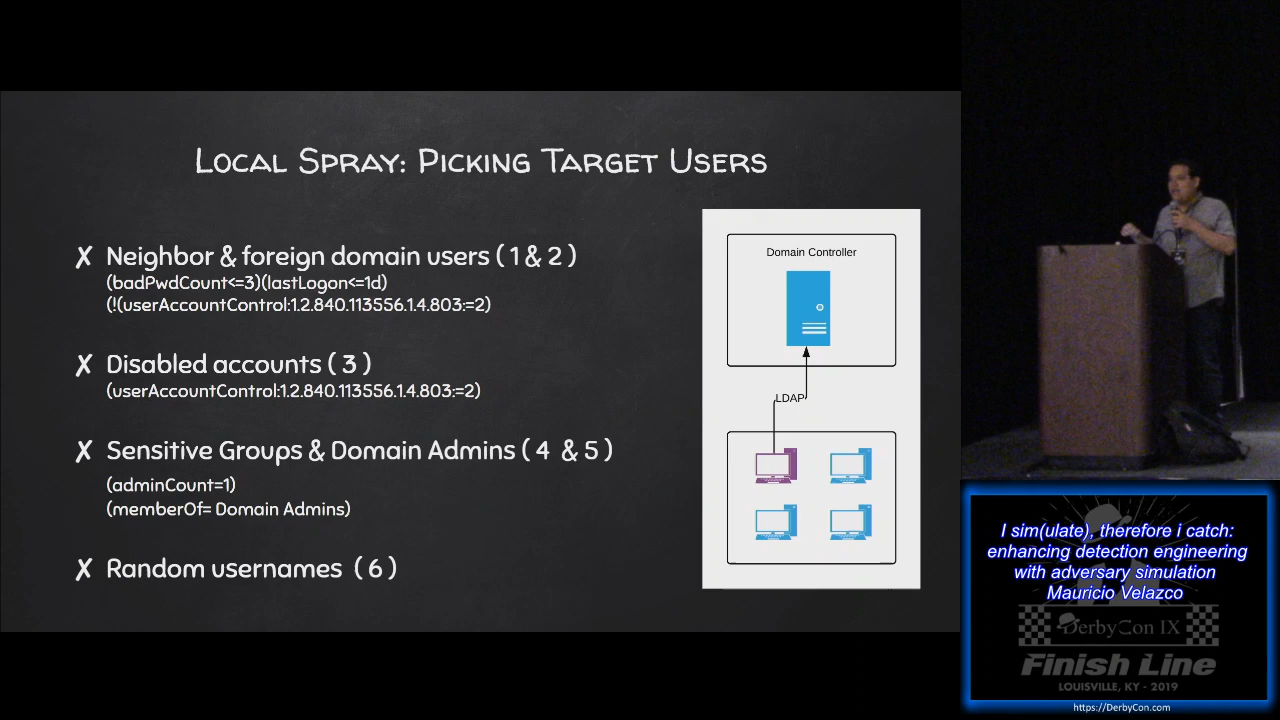 Local Spray: Picking Target Users
✗ Neighbor & foreign domain users ( 1 & 2 )
(badPwdCount<=3)(lastLogon<=1d)
(!(userAccountControl:1.2.840.113556.1.4.803:=2)
✗ Disabled accounts ( 3 )
(userAccountControl:1.2.840.113556.1.4.803:=2)
✗ Sensitive Groups & Domain Admins ( 4 & 5 )
(adminCount=1)
(memberOf= Domain Admins)
✗ Random usernames ( 6 )
Domain Controller
LDAP
I sim(ulate), therefore i catch:
enhancing detection engineering
with adversary simulation
Mauricio Velazco
DerbyCon IX
Finish Line
LOUISVILLE, KY - 2019
https://DerbyCon.com